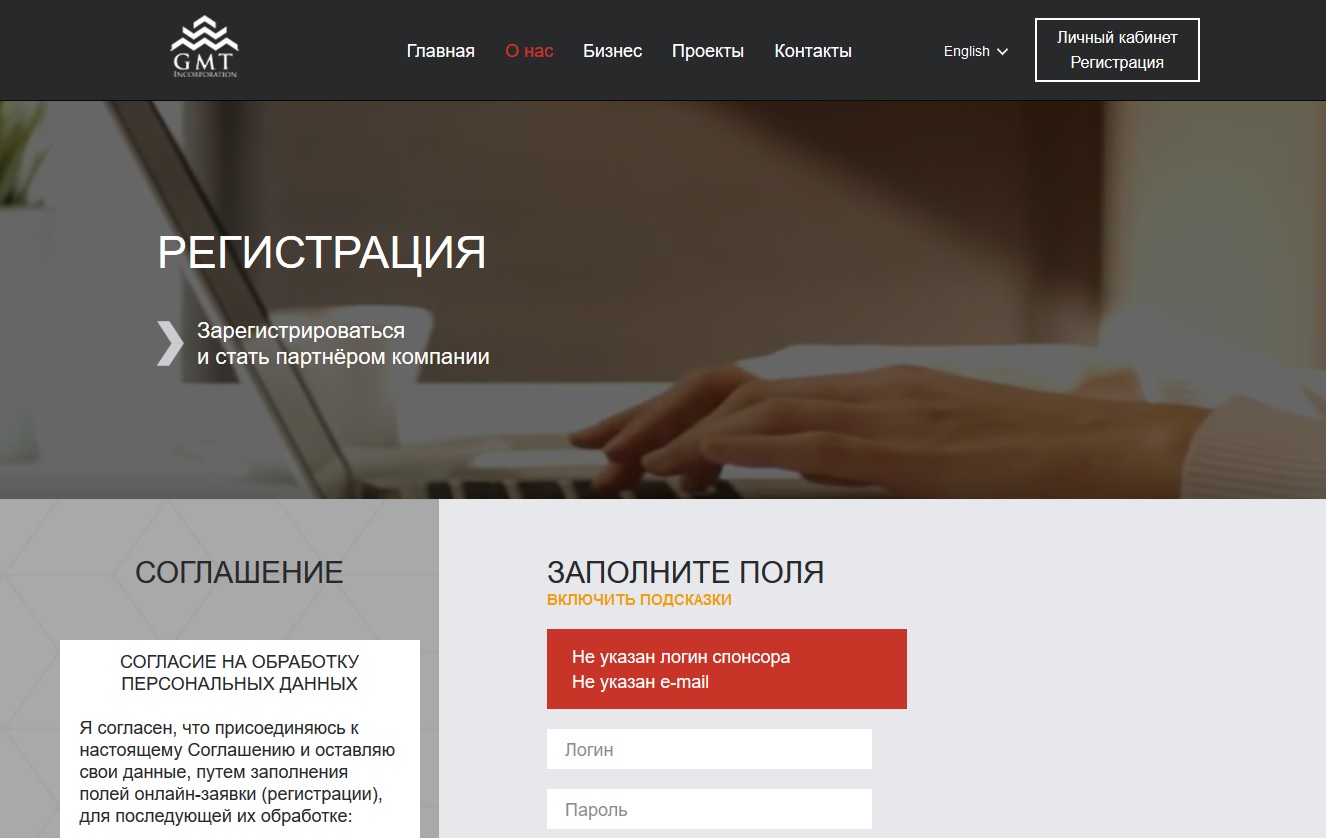 GMT
INCORPORATION
Главная
О нас
Бизнес
Проекты
Контакты
English
Личный кабинет
Регистрация
РЕГИСТРАЦИЯ
Зарегистрироваться
и стать партнёром компании
СОГЛАШЕНИЕ
СОГЛАСИЕ НА ОБРАБОТКУ
ПЕРСОНАЛЬНЫХ ДАННЫХ
Я согласен, что присоединяюсь к
настоящему Соглашению и оставляю
свои данные, путем заполнения
полей онлайн-заявки (регистрации),
для последующей их обработке:
ЗАПОЛНИТЕ ПОЛЯ
ВКЛЮЧИТЬ ПОДСКАЗКИ
Не указан логин спонсора
Не указан e-mail
Логин
Пароль